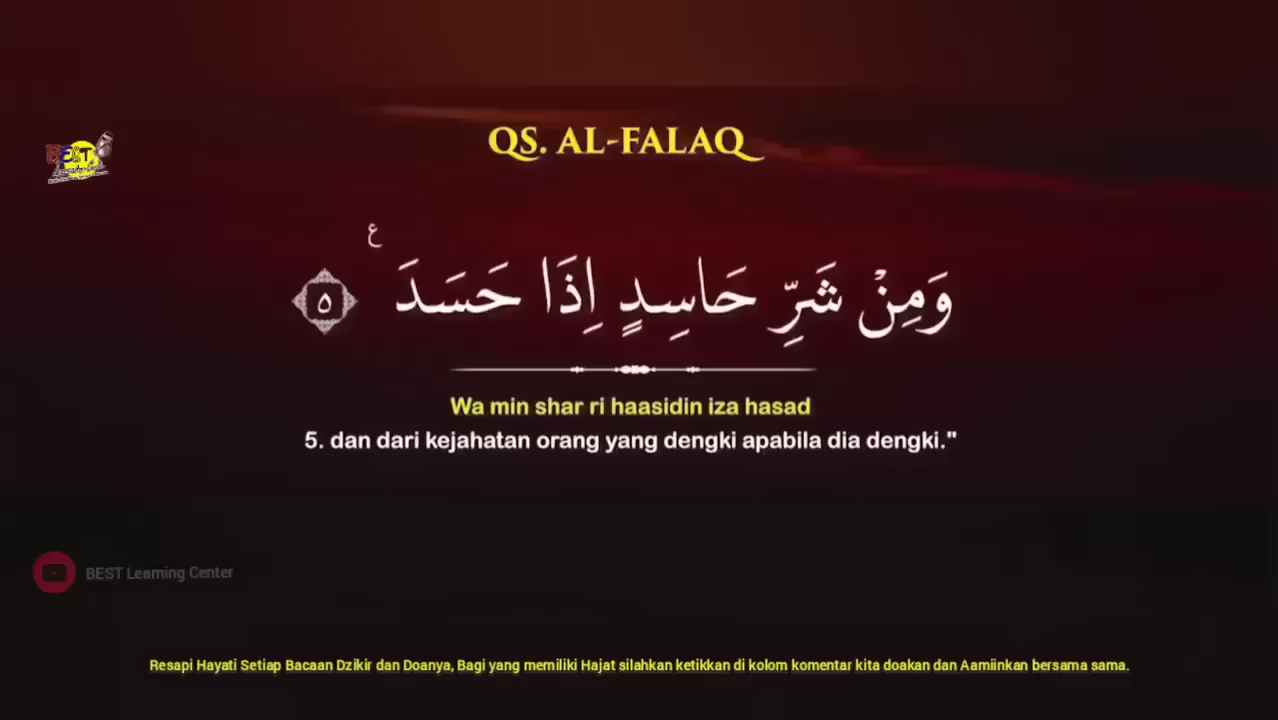 BEST
QS. AL-FALAQ
ع
وَمِنْ شَرِّ حَاسِدٍ اِذَا حَسَدَ ٥
Wa min shar ri haasidin iza hasad
5. dan dari kejahatan orang yang dengki apabila dia dengki."
BEST Learning Center
Resapi Hayati Setiap Bacaan Dzikir dan Doanya, Bagi yang memiliki Hajat silahkan ketikkan di kolom komentar kita doakan dan Aamiinkan bersama sama.